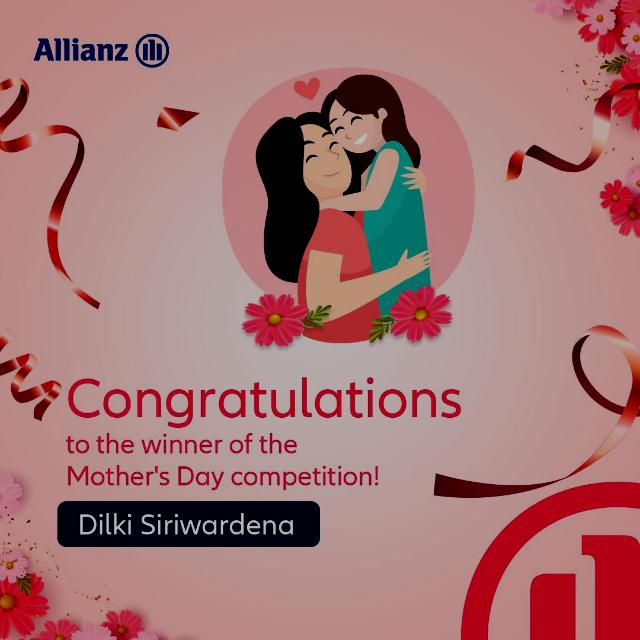 Allianz
Congratulations
to the winner of the
Mother's Day competition!
Dilki Siriwardena